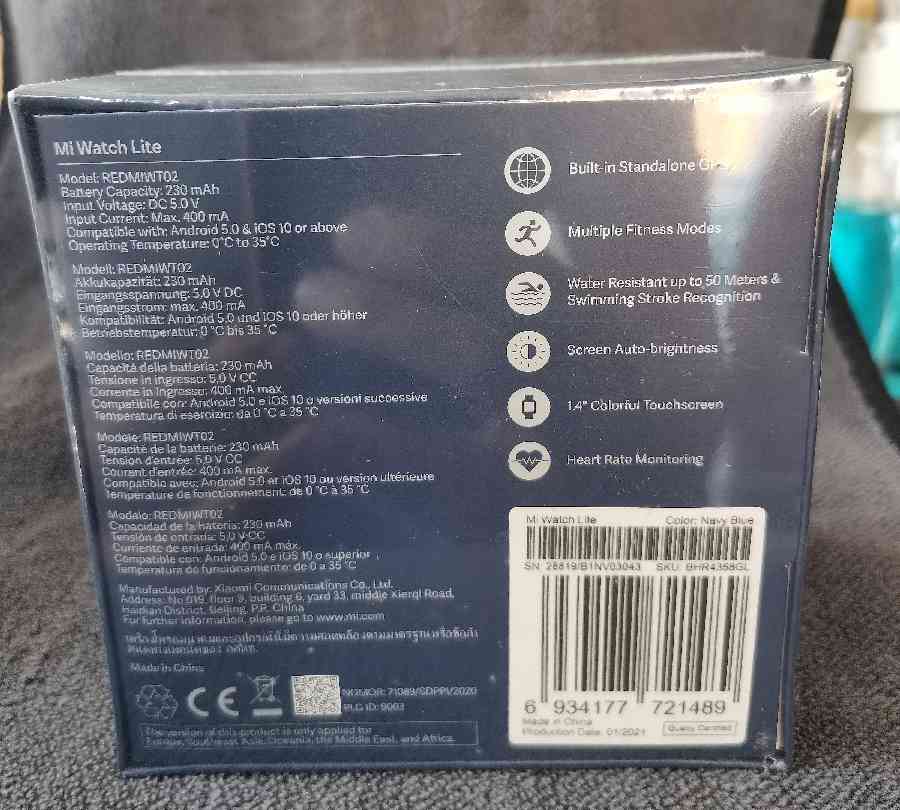 Mi Watch Lite
Model: REDMIWT02
Battery Capacity: 230 mAh
Input Voltage: DC 5.0 V
Input Current: Max. 400 mA
Compatible with: Android 5.0 & iOS 10 or above
Operating Temperature: 0°C to 35°C
Modell: REDMIWT02
Akkukapazität: 230 mAh
Eingangsspannung: 5,0 V DC
Eingangsstrom: max. 400 mA
Kompatibilität: Android 5.0 und iOS 10 oder höher
Betriebstemperatur: 0 °C bis 35 °C
Modello: REDMIWT02
Capacità della batteria: 230 mAh
Tensione in ingresso: 5,0 V CC
Corrente in ingresso: 400 mA max.
Compatibile con: Android 5.0 e iOS 10 o versioni successive
Temperatura di esercizio: da 0 °C a 35 °C
Modèle: REDMIWT02
Capacité de la batterie: 230 mAh
Tension d'entrée: 5,0 V CC
Courant d'entrée: 400 mA max.
Compatible avec: Android 5.0 et iOS 10 ou version ultérieure
Température de fonctionnement: de 0 °C à 35 °C
Modelo: REDMIWT02
Capacidad de la batería: 230 mAh
Tensión de entrada: 5,0 V CC
Corriente de entrada: 400 mA máx.
Compatible con: Android 5.0 e iOS 10 o superior
Temperatura de funcionamiento: de 0 a 35 °C
Manufactured by: Xiaomi Communications Co., Ltd.
Address: No 019, floor 9, building 6, yard 33, middle Xierqi Road,
Haidian District, Beijing, P.R. China
For further information, please go to www.mi.com
Made in China
CE
NOMOR: 71089/SDPPI/2020
PLG ID: 9003
The version of this product is only applied for
Europe, Southeast Asia, Oceania, the Middle East, and Africa.
Built-in Standalone
Multiple Fitness Modes
Water Resistant up to 50 Meters &
Swimming Stroke Recognition
Screen Auto-brightness
1.4" Colorful Touchscreen
Heart Rate Monitoring
Mi Watch Lite Color: Navy Blue
SN: 28819/B1NV03043 SKU: BHR4358GL
6 934177 721489
Made in China
Production Date: 01/2021 Quality Certified